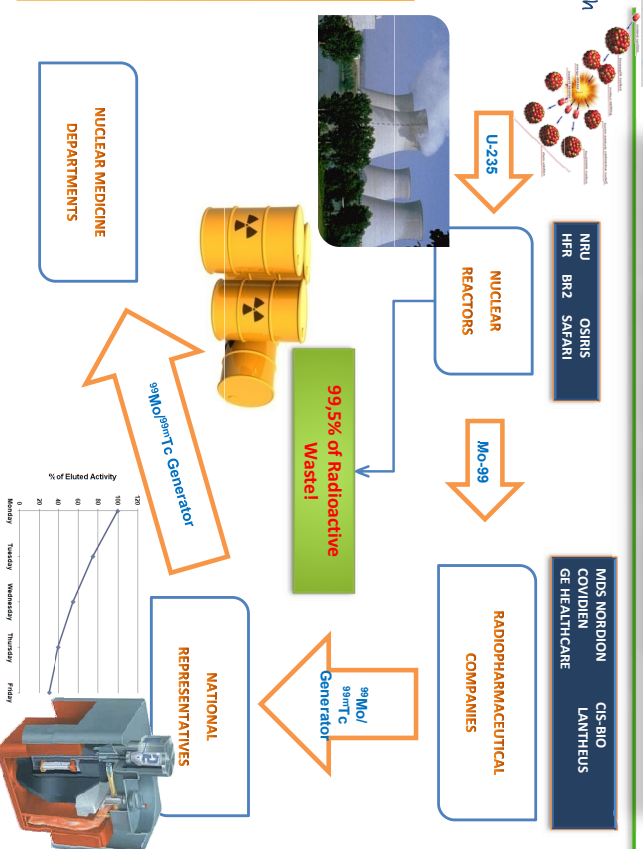 h
U-235
NRU OSIRIS
HFR BR2 SAFARI
NUCLEAR
REACTORS
Mo-99
MDS NORDION CIS-BIO
COVIDIEN LANTHEUS
GE HEALTHCARE
RADIOPHARMACEUTICAL
COMPANIES
99,5% of Radioactive
Waste!
⁹⁹Mo/
⁹⁹ᵐTc
Generator
NATIONAL
REPRESENTATIVES
⁹⁹Mo/⁹⁹ᵐTc Generator
NUCLEAR MEDICINE
DEPARTMENTS
% of Eluted Activity
120
100
80
60
40
20
0
Monday Tuesday Wednesday Thursday Friday